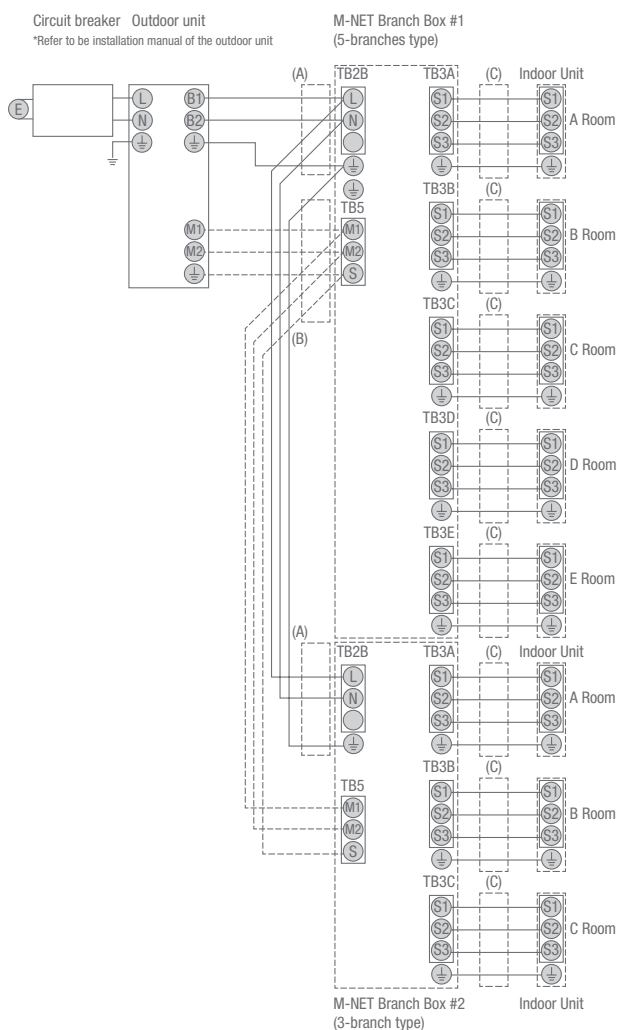 Circuit breaker Outdoor unit
*Refer to be installation manual of the outdoor unit
M-NET Branch Box #1
(5-branches type)
(A) TB2B TB3A (C) Indoor Unit
E L B1 L S1 S1
N B2 N S2 S2 A Room
S3 S3
TB3B (C)
TB5 S1 S1
M1 M1 S2 S2 B Room
M2 M2 S3 S3
S
TB3C (C)
(B) S1 S1
S2 S2 C Room
S3 S3
TB3D (C)
S1 S1
S2 S2 D Room
S3 S3
TB3E (C)
S1 S1
S2 S2 E Room
S3 S3
(A) TB2B TB3A (C) Indoor Unit
L S1 S1
N S2 S2 A Room
S3 S3
TB3B (C)
TB5 S1 S1
M1 S2 S2 B Room
M2 S3 S3
S
TB3C (C)
S1 S1
S2 S2 C Room
S3 S3
M-NET Branch Box #2 Indoor Unit
(3-branch type)